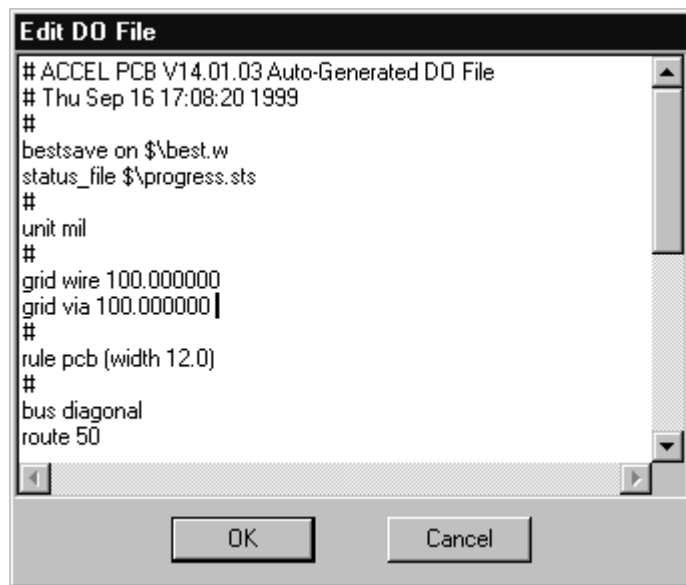 Edit DO File
# ACCEL PCB V14.01.03 Auto-Generated DO File
# Thu Sep 16 17:08:20 1999
#
bestsave on $\best.w
status_file $\progress.sts
#
unit mil
#
grid wire 100.000000
grid via 100.000000
#
rule pcb (width 12.0)
#
bus diagonal
route 50
OK
Cancel